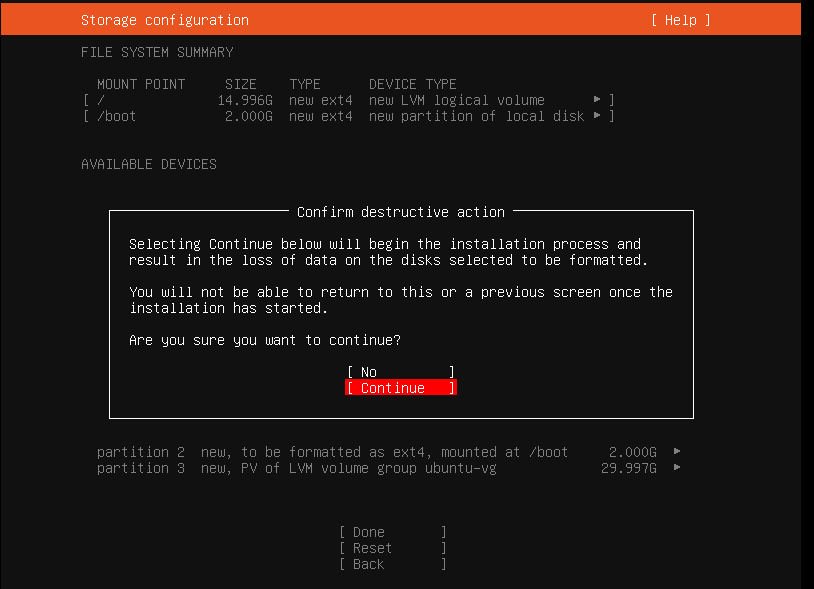 Storage configuration [ Help ]
FILE SYSTEM SUMMARY
MOUNT POINT SIZE TYPE DEVICE TYPE
[ / 14.996G new ext4 new LVM logical volume ▸ ]
[ /boot 2.000G new ext4 new partition of local disk ▸ ]
AVAILABLE DEVICES
Confirm destructive action
Selecting Continue below will begin the installation process and
result in the loss of data on the disks selected to be formatted.
You will not be able to return to this or a previous screen once the
installation has started.
Are you sure you want to continue?
[ No ]
[ Continue ]
partition 2 new, to be formatted as ext4, mounted at /boot 2.000G ▸
partition 3 new, PV of LVM volume group ubuntu-vg 29.997G ▸
[ Done ]
[ Reset ]
[ Back ]